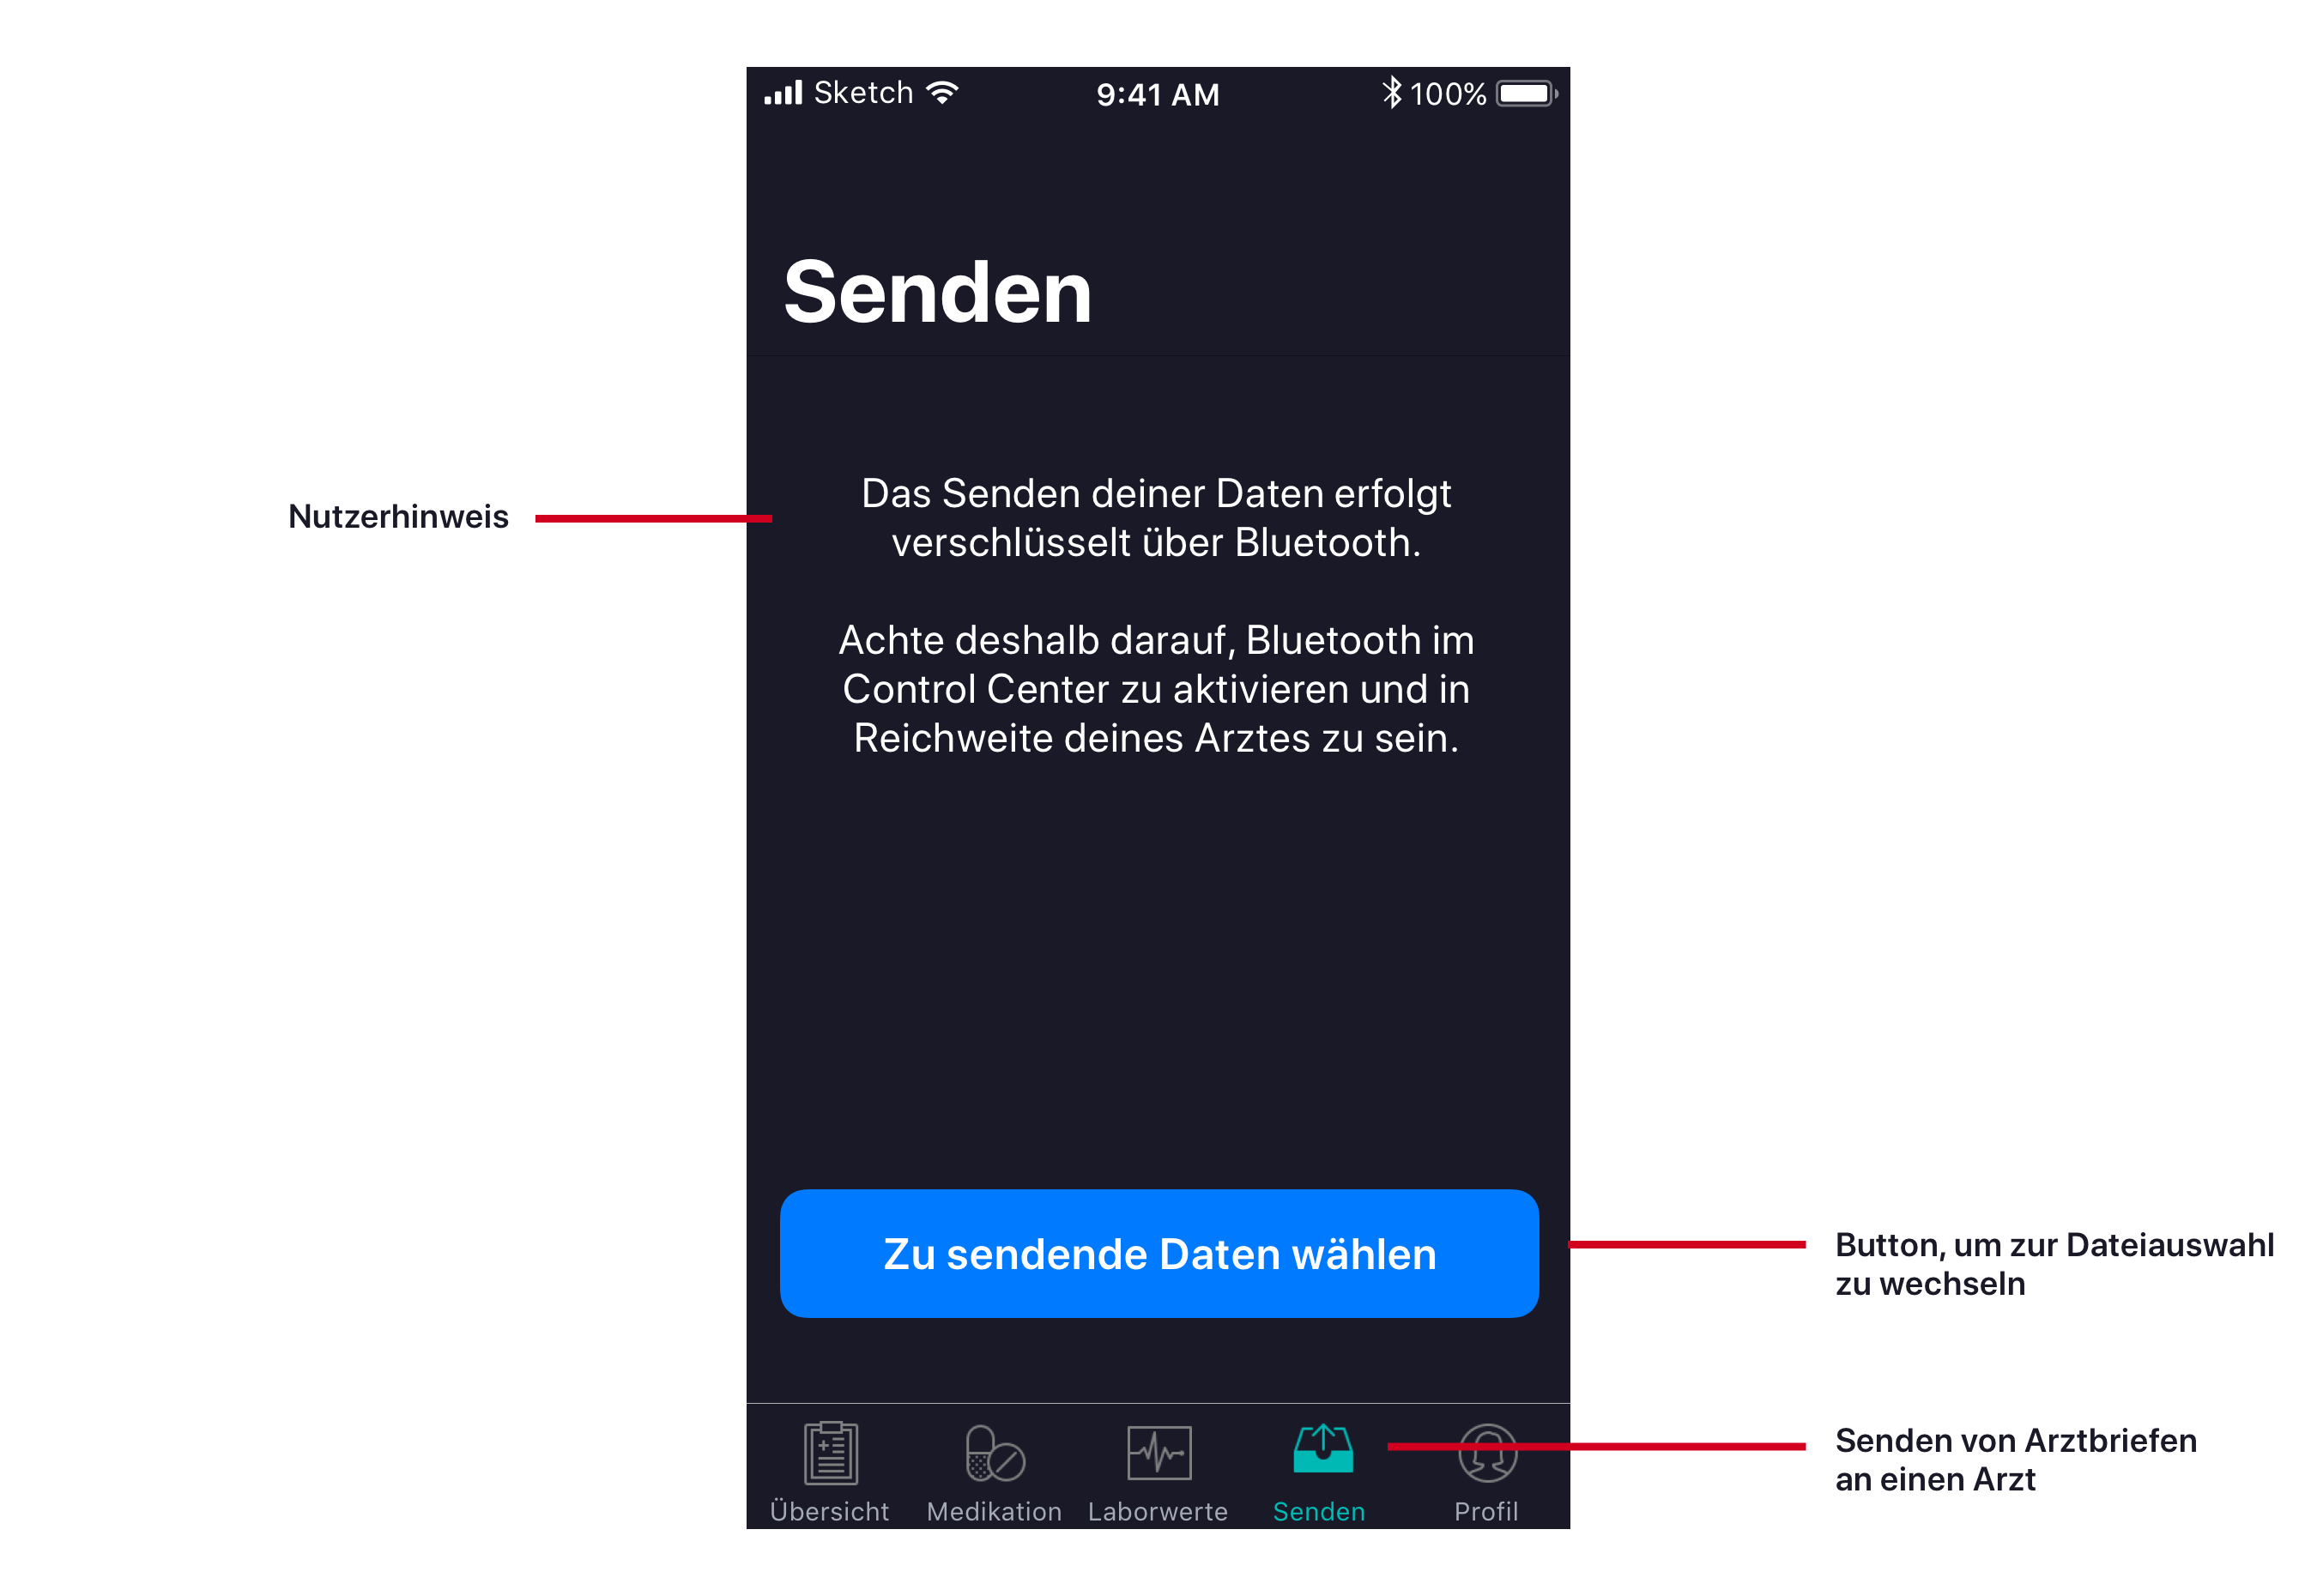 Sketch 9:41 AM 100%
Senden
Nutzerhinweis
Das Senden deiner Daten erfolgt
verschlüsselt über Bluetooth.
Achte deshalb darauf, Bluetooth im
Control Center zu aktivieren und in
Reichweite deines Arztes zu sein.
Zu sendende Daten wählen
Button, um zur Dateiauswahl
zu wechseln
Senden von Arztbriefen
an einen Arzt
Übersicht Medikation Laborwerte Senden Profil